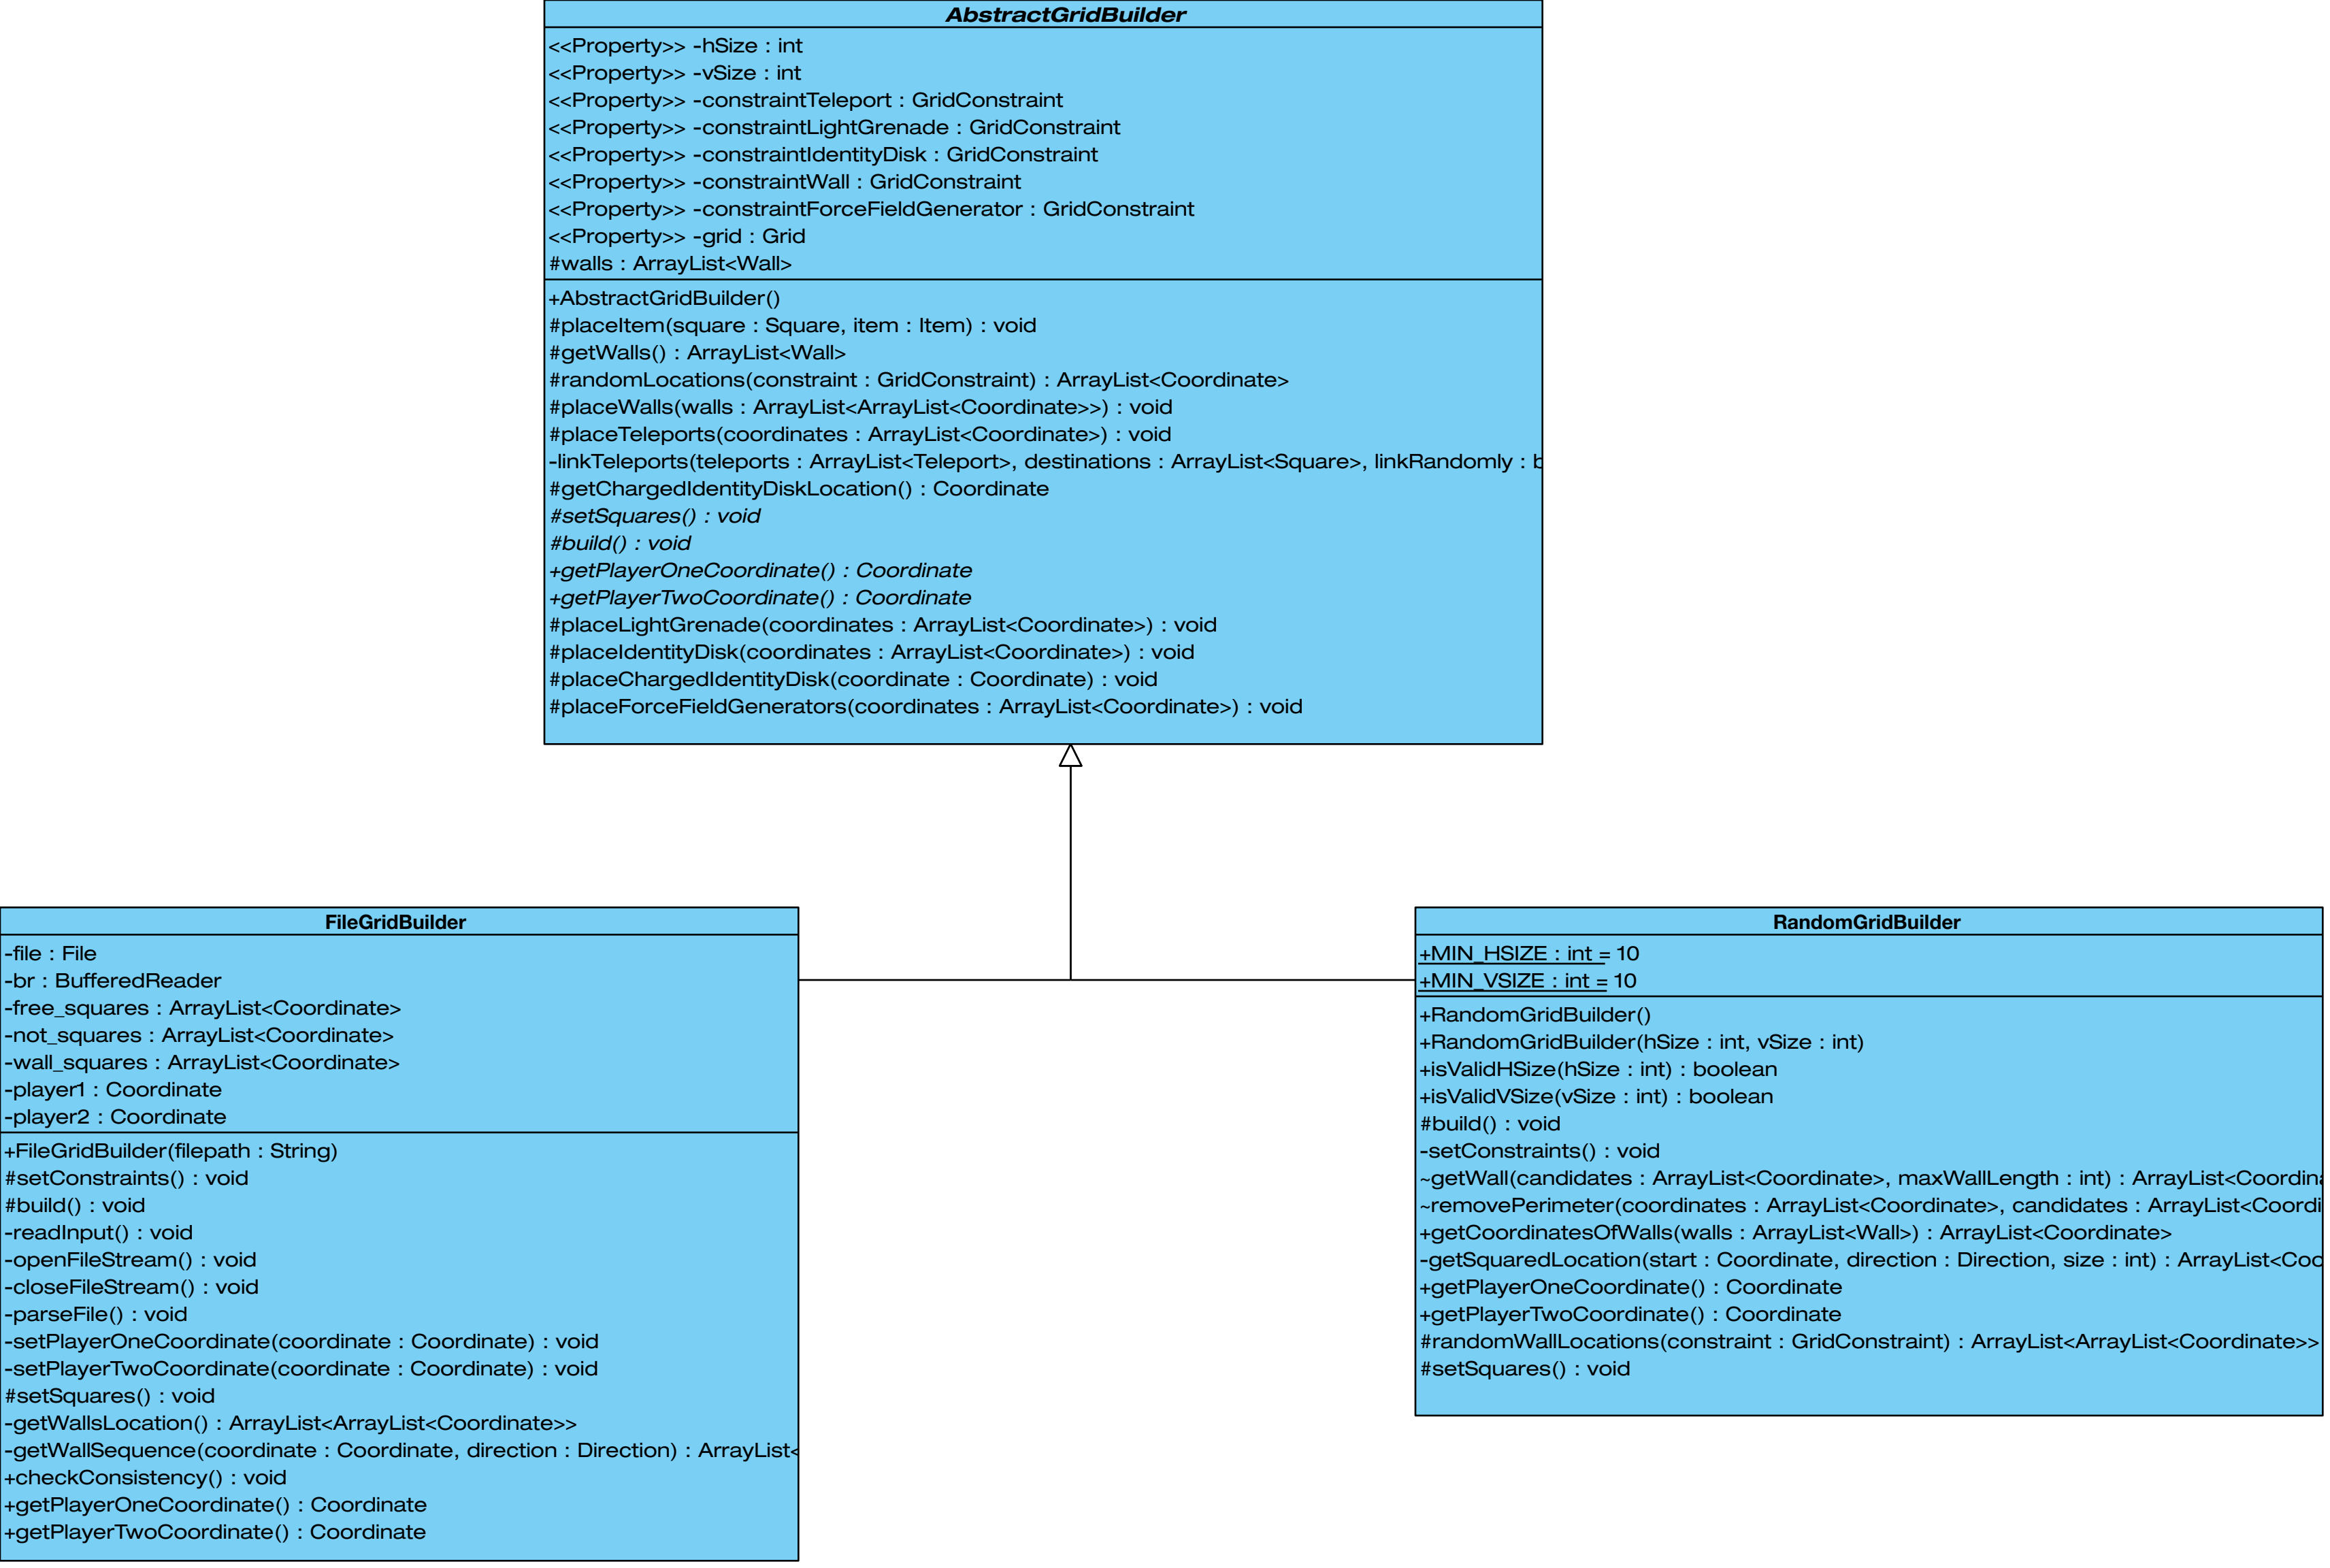 AbstractGridBuilder
<<Property>> -hSize : int
<<Property>> -vSize : int
<<Property>> -constraintTeleport : GridConstraint
<<Property>> -constraintLightGrenade : GridConstraint
<<Property>> -constraintIdentityDisk : GridConstraint
<<Property>> -constraintWall : GridConstraint
<<Property>> -constraintForceFieldGenerator : GridConstraint
<<Property>> -grid : Grid
#walls : ArrayList<Wall>
+AbstractGridBuilder()
#placeItem(square : Square, item : Item) : void
#getWalls() : ArrayList<Wall>
#randomLocations(constraint : GridConstraint) : ArrayList<Coordinate>
#placeWalls(walls : ArrayList<ArrayList<Coordinate>>) : void
#placeTeleports(coordinates : ArrayList<Coordinate>) : void
-linkTeleports(teleports : ArrayList<Teleport>, destinations : ArrayList<Square>, linkRandomly : b
#getChargedIdentityDiskLocation() : Coordinate
#setSquares() : void
#build() : void
+getPlayerOneCoordinate() : Coordinate
+getPlayerTwoCoordinate() : Coordinate
#placeLightGrenade(coordinates : ArrayList<Coordinate>) : void
#placeIdentityDisk(coordinates : ArrayList<Coordinate>) : void
#placeChargedIdentityDisk(coordinate : Coordinate) : void
#placeForceFieldGenerators(coordinates : ArrayList<Coordinate>) : void
FileGridBuilder
-file : File
-br : BufferedReader
-free_squares : ArrayList<Coordinate>
-not_squares : ArrayList<Coordinate>
-wall_squares : ArrayList<Coordinate>
-player1 : Coordinate
-player2 : Coordinate
+FileGridBuilder(filepath : String)
#setConstraints() : void
#build() : void
-readInput() : void
-openFileStream() : void
-closeFileStream() : void
-parseFile() : void
-setPlayerOneCoordinate(coordinate : Coordinate) : void
-setPlayerTwoCoordinate(coordinate : Coordinate) : void
#setSquares() : void
-getWallsLocation() : ArrayList<ArrayList<Coordinate>>
-getWallSequence(coordinate : Coordinate, direction : Direction) : ArrayList<
+checkConsistency() : void
+getPlayerOneCoordinate() : Coordinate
+getPlayerTwoCoordinate() : Coordinate
RandomGridBuilder
+MIN_HSIZE : int = 10
+MIN_VSIZE : int = 10
+RandomGridBuilder()
+RandomGridBuilder(hSize : int, vSize : int)
+isValidHSize(hSize : int) : boolean
+isValidVSize(vSize : int) : boolean
#build() : void
-setConstraints() : void
~getWall(candidates : ArrayList<Coordinate>, maxWallLength : int) : ArrayList<Coordina
~removePerimeter(coordinates : ArrayList<Coordinate>, candidates : ArrayList<Coordi
+getCoordinatesOfWalls(walls : ArrayList<Wall>) : ArrayList<Coordinate>
-getSquaredLocation(start : Coordinate, direction : Direction, size : int) : ArrayList<Coo
+getPlayerOneCoordinate() : Coordinate
+getPlayerTwoCoordinate() : Coordinate
#randomWallLocations(constraint : GridConstraint) : ArrayList<ArrayList<Coordinate>>
#setSquares() : void